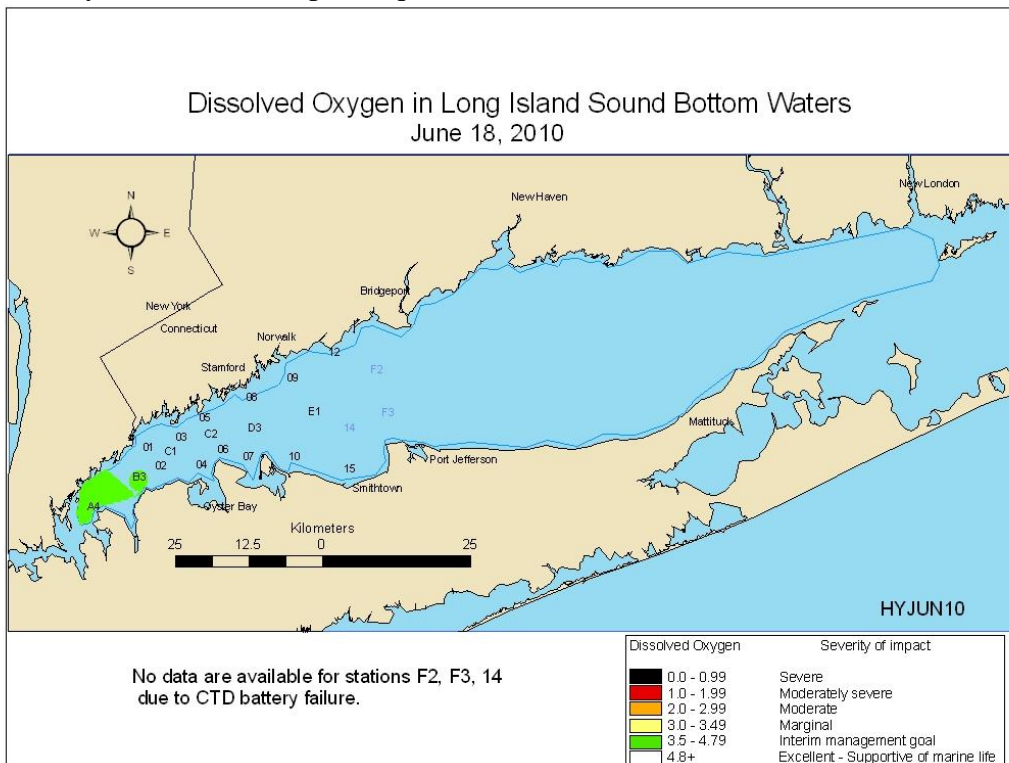 Dissolved Oxygen in Long Island Sound Bottom Waters
June 18, 2010
N
W E
S
New London
New Haven
Bridgeport
New York
Connecticut
Norwalk
Stamford
12
F2
09
08
E1
F3
05
14
03
C2
D3
01
C1
06
02
04
07
10
15
B3
A4
Mattituck
Port Jefferson
Smithtown
Oyster Bay
Kilometers
25 12.5 0 25
HYJUN10
No data are available for stations F2, F3, 14
due to CTD battery failure.
Dissolved Oxygen Severity of impact
0.0 - 0.99 Severe
1.0 - 1.99 Moderately severe
2.0 - 2.99 Moderate
3.0 - 3.49 Marginal
3.5 - 4.79 Interim management goal
4.8+ Excellent - Supportive of marine life